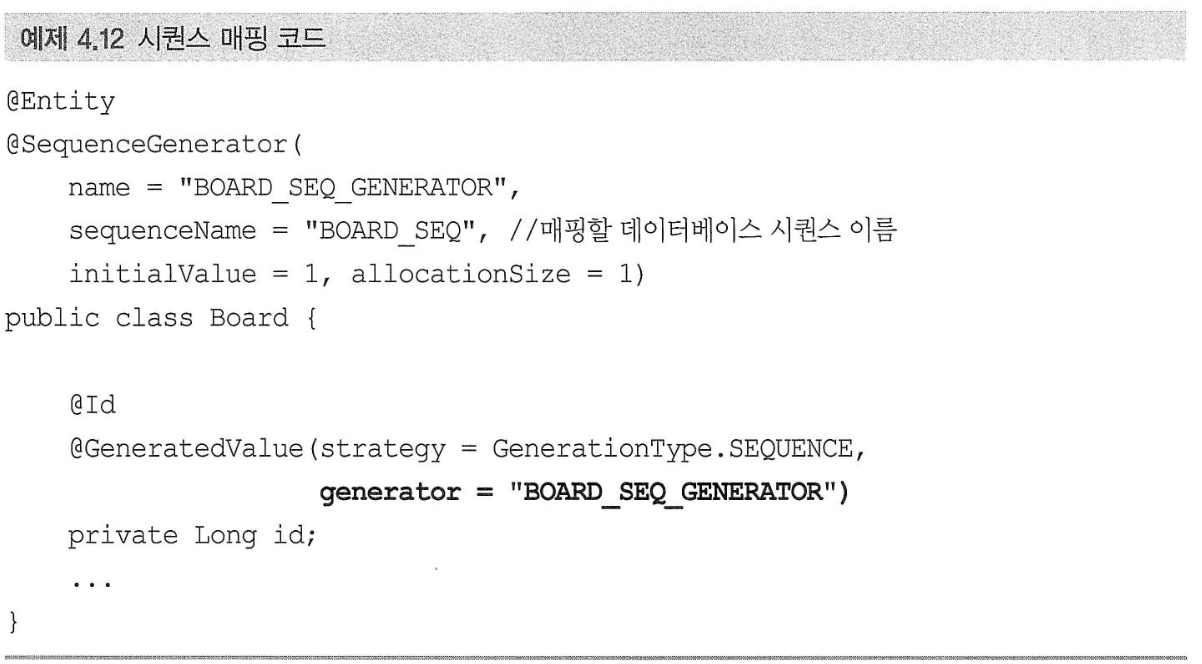 예제 4.12 시퀀스 매핑 코드
@Entity
@SequenceGenerator(
    name = "BOARD_SEQ_GENERATOR",
    sequenceName = "BOARD_SEQ", //매핑할 데이터베이스 시퀀스 이름
    initialValue = 1, allocationSize = 1)
public class Board {

    @Id
    @GeneratedValue(strategy = GenerationType.SEQUENCE,
                    generator = "BOARD_SEQ_GENERATOR")
    private Long id;
    ...
}